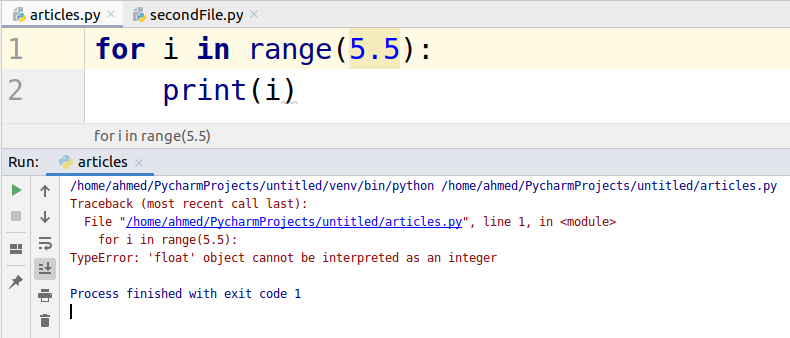 articles.py × secondFile.py ×
1 for i in range(5.5):
2     print(i)
for i in range(5.5)
Run: articles ×
/home/ahmed/PycharmProjects/untitled/venv/bin/python /home/ahmed/PycharmProjects/untitled/articles.py
Traceback (most recent call last):
  File "/home/ahmed/PycharmProjects/untitled/articles.py", line 1, in <module>
    for i in range(5.5):
TypeError: 'float' object cannot be interpreted as an integer
Process finished with exit code 1